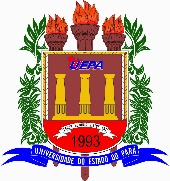 UEPA
1993
UNIVERSIDADE DO ESTADO DO PARÁ